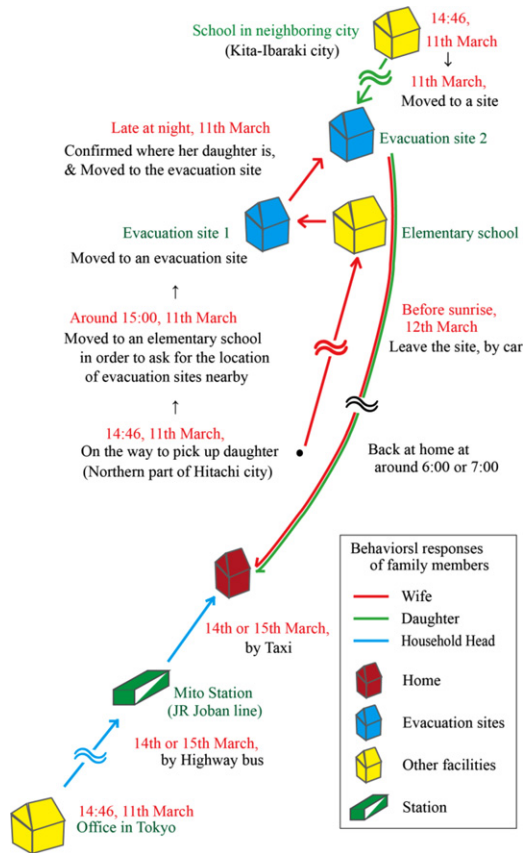 School in neighboring city
(Kita-Ibaraki city)
14:46,
11th March
↓
11th March,
Moved to a site
Late at night, 11th March
Confirmed where her daughter is,
& Moved to the evacuation site
Evacuation site 2
Evacuation site 1
Moved to an evacuation site
Elementary school
↑
Around 15:00, 11th March
Moved to an elementary school
in order to ask for the location
of evacuation sites nearby
↑
14:46, 11th March,
On the way to pick up daughter
(Northern part of Hitachi city)
Before sunrise,
12th March
Leave the site, by car
Back at home at
around 6:00 or 7:00
14th or 15th March,
by Taxi
Mito Station
(JR Joban line)
14th or 15th March,
by Highway bus
14:46, 11th March
Office in Tokyo
Behaviorsl responses
of family members
Wife
Daughter
Household Head
Home
Evacuation sites
Other facilities
Station